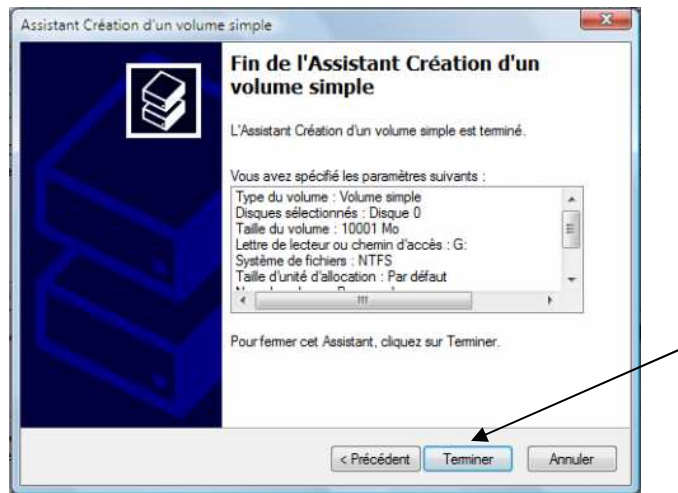 Assistant Création d'un volume simple
Fin de l'Assistant Création d'un
volume simple
L'Assistant Création d'un volume simple est terminé.
Vous avez spécifié les paramètres suivants :
Type du volume : Volume simple
Disques sélectionnés : Disque 0
Taille du volume : 10001 Mo
Lettre de lecteur ou chemin d'accès : G:
Système de fichiers : NTFS
Taille d'unité d'allocation : Par défaut
Pour fermer cet Assistant, cliquez sur Terminer.
< Précédent Terminer Annuler